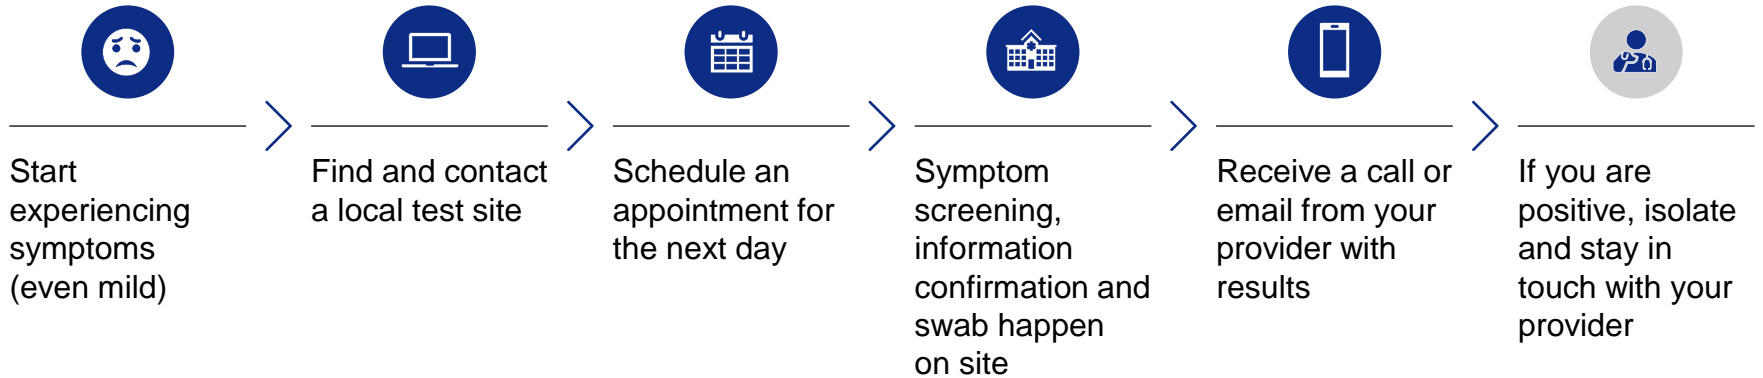 Start
experiencing
symptoms
(even mild)
Find and contact
a local test site
Schedule an
appointment for
the next day
Symptom
screening,
information
confirmation and
swab happen
on site
Receive a call or
email from your
provider with
results
If you are
positive, isolate
and stay in
touch with your
provider